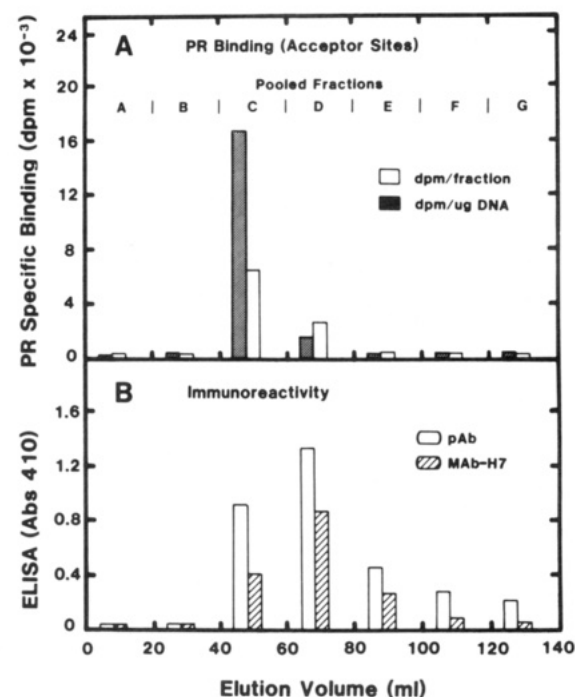 A
PR Binding (Acceptor Sites)
Pooled Fractions
A | B | C | D | E | F | G
dpm/fraction
dpm/ug DNA
PR Specific Binding (dpm x 10⁻³)
24
20
16
12
8
4
0
B
Immunoreactivity
pAb
MAb-H7
ELISA (Abs 410)
1.6
1.2
0.8
0.4
0
0 20 40 60 80 100 120 140
Elution Volume (ml)